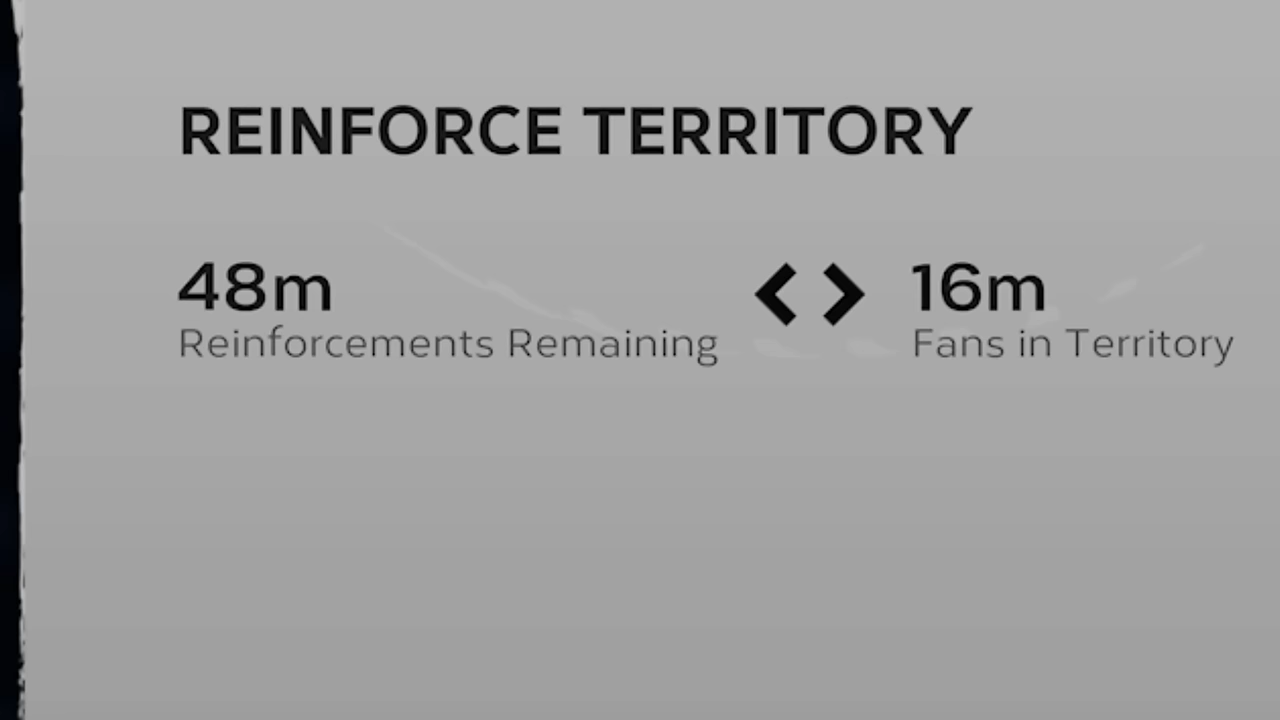 REINFORCE TERRITORY
48m < > 16m
Reinforcements Remaining Fans in Territory